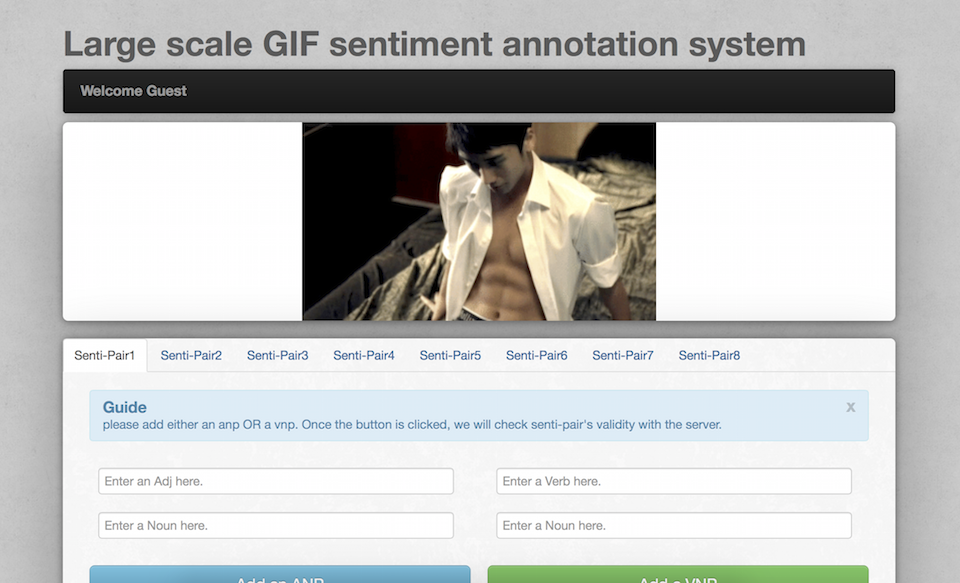 Large scale GIF sentiment annotation system
Welcome Guest
Senti-Pair1 Senti-Pair2 Senti-Pair3 Senti-Pair4 Senti-Pair5 Senti-Pair6 Senti-Pair7 Senti-Pair8
Guide x
please add either an anp OR a vnp. Once the button is clicked, we will check senti-pair's validity with the server.
Enter an Adj here. Enter a Verb here.
Enter a Noun here. Enter a Noun here.
Add an ANP Add a VNP